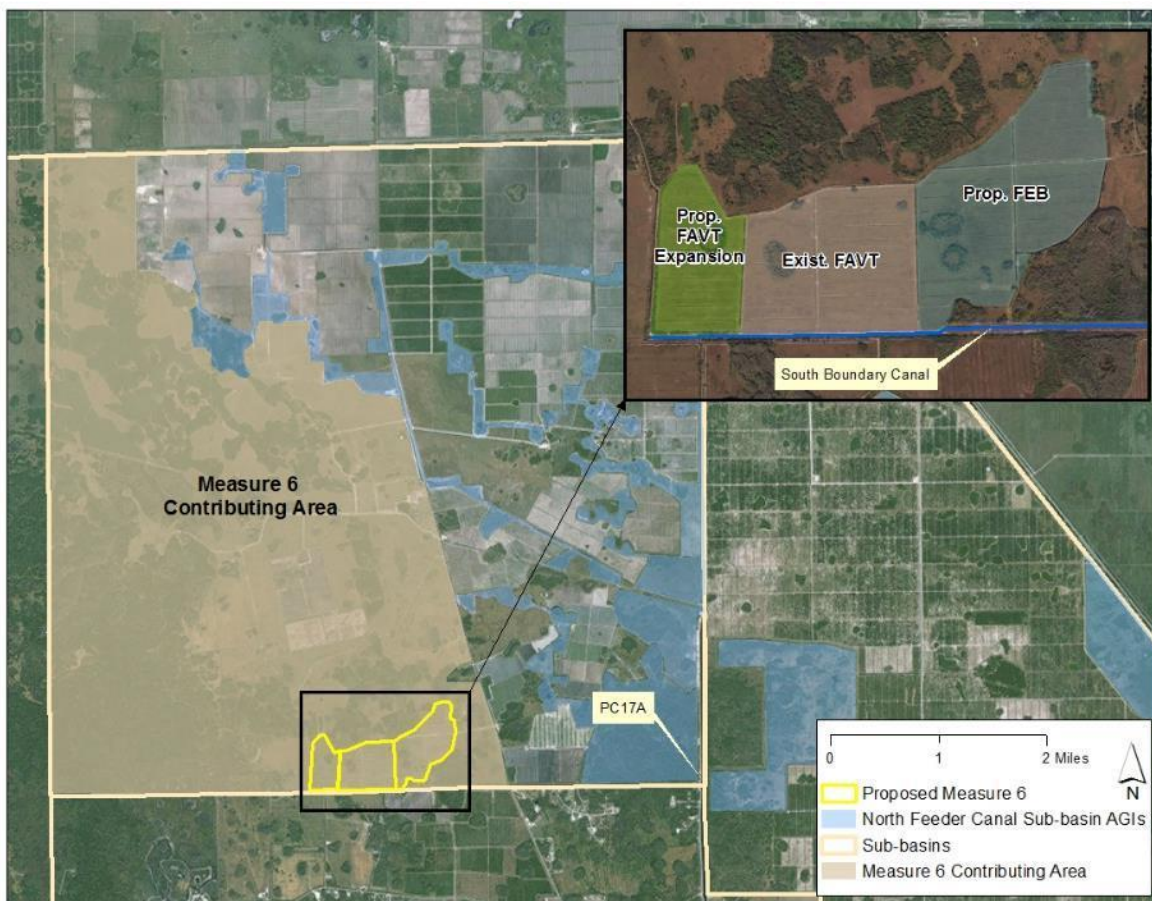 Prop.
FAVT
Expansion
Exist. FAVT
Prop. FEB
South Boundary Canal
Measure 6
Contributing Area
PC17A
0 1 2 Miles
N
Proposed Measure 6
North Feeder Canal Sub-basin AGIs
Sub-basins
Measure 6 Contributing Area